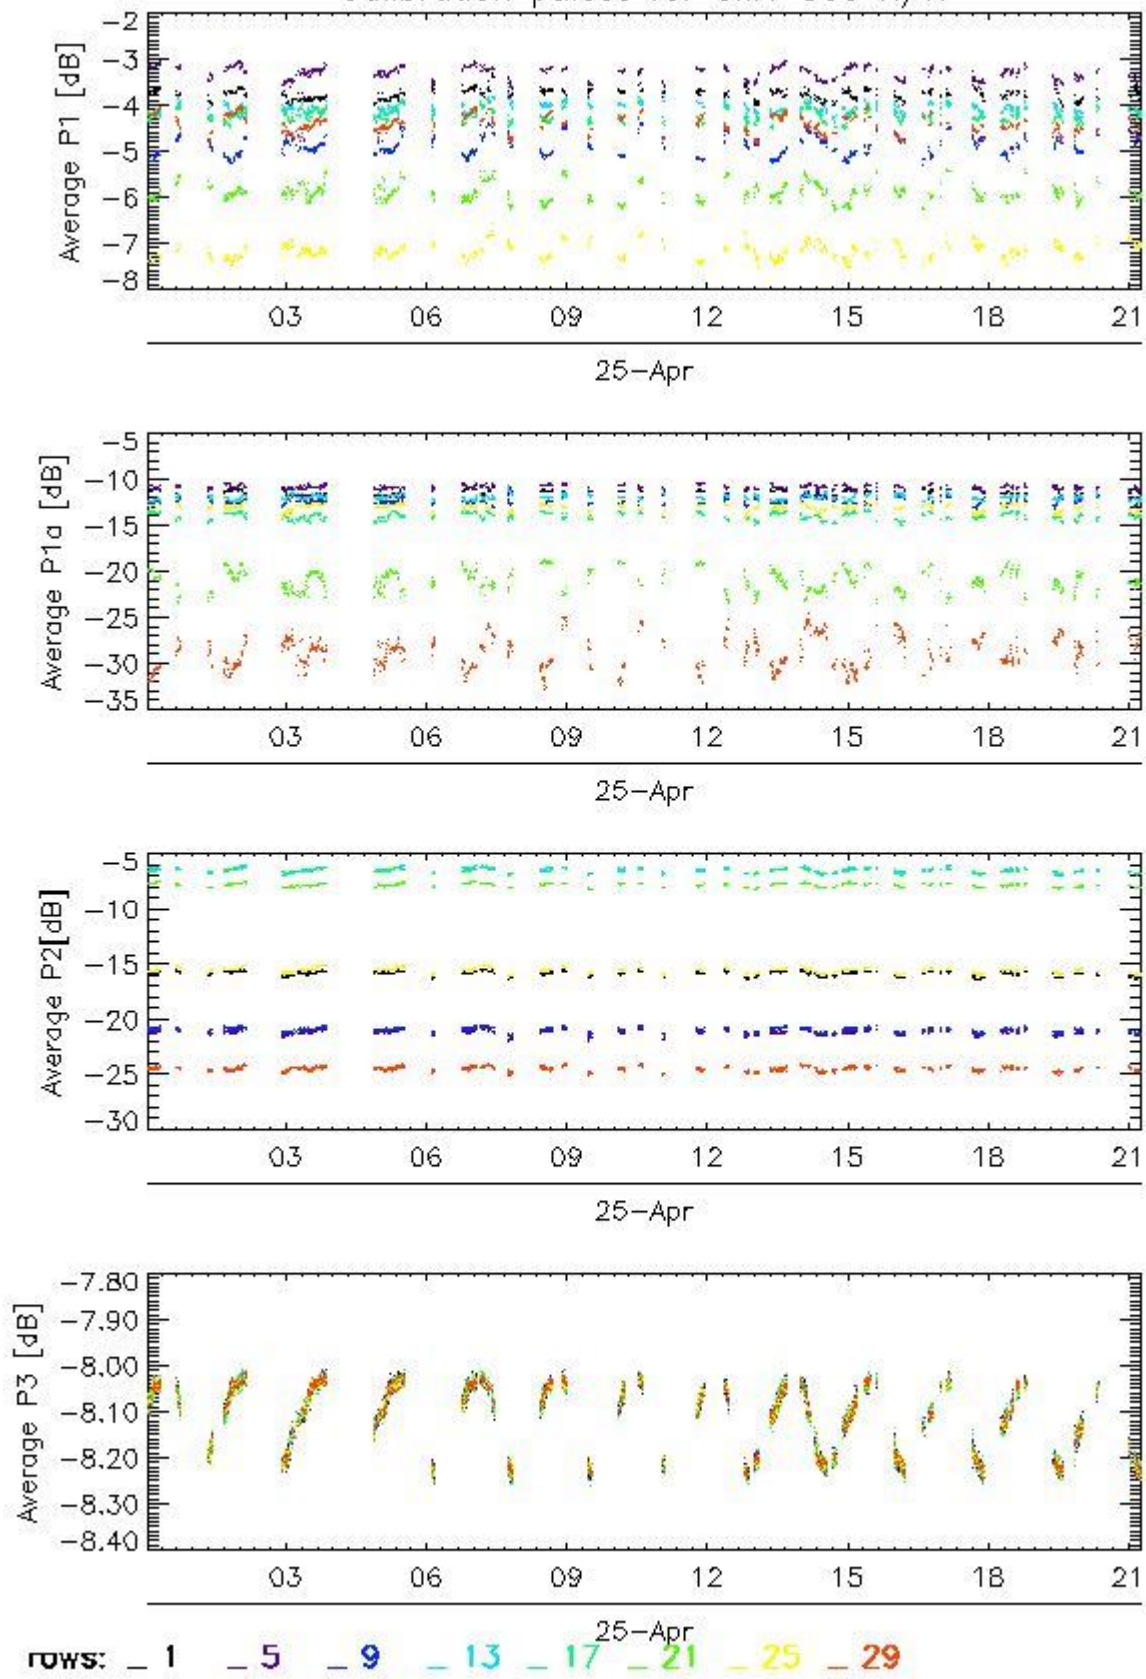 Average P1 [dB]
-2
-3
-4
-5
-6
-7
-8
03 06 09 12 15 18 21
25-Apr
Average P1a [dB]
-5
-10
-15
-20
-25
-30
-35
03 06 09 12 15 18 21
25-Apr
Average P2[dB]
-5
-10
-15
-20
-25
-30
03 06 09 12 15 18 21
25-Apr
Average P3 [dB]
-7.80
-7.90
-8.00
-8.10
-8.20
-8.30
-8.40
03 06 09 12 15 18 21
25-Apr
rows: _ 1 _ 5 _ 9 _ 13 _ 17 _ 21 _ 25 _ 29